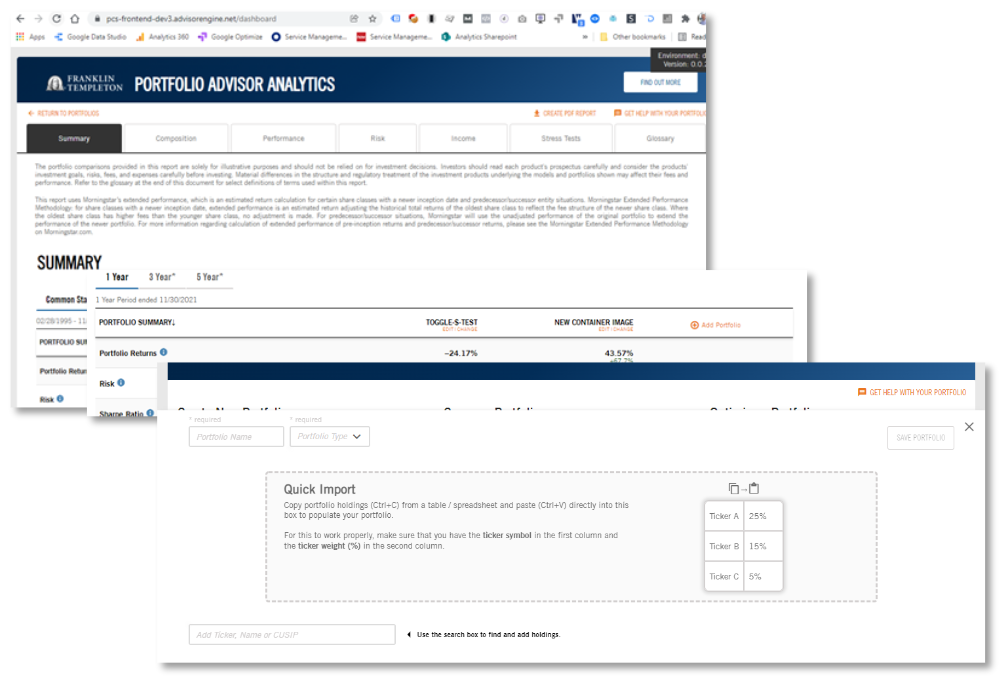 pcs-frontend-dev3.advisorengine.net/dashboard
Apps Google Data Studio Analytics 360 Google Optimize Service Manageme... Service Manageme... Analytics Sharepoint » Other bookmarks Read
Environment: d
Version: 0.0.2
FRANKLIN
TEMPLETON
PORTFOLIO ADVISOR ANALYTICS
FIND OUT MORE
RETURN TO PORTFOLIOS
CREATE PDF REPORT
GET HELP WITH YOUR PORTFOLIO
Summary Composition Performance Risk Income Stress Tests Glossary
The portfolio comparisons provided in this report are solely for illustrative purposes and should not be relied on for investment decisions. Investors should read each product's prospectus carefully and consider the products'
investment goals, risks, fees, and expenses carefully before investing. Material differences in the structure and regulatory treatment of the investment products underlying the models and portfolios shown may affect their fees and
performance. Refer to the glossary at the end of this document for select definitions of terms used within this report.
This report uses Morningstar's extended performance, which is an estimated return calculation for certain share classes with a newer inception date and predecessor/successor entity situations. Morningstar Extended Performance
Methodology: for share classes with a newer inception date, extended performance is an estimated return adjusting the historical total returns of the oldest share class to reflect the fee structure of the newer share class. Where
the oldest share class has higher fees than the younger share class, no adjustment is made. For predecessor/successor situations, Morningstar will use the unadjusted performance of the original portfolio to extend the
performance of the newer portfolio. For more information regarding calculation of extended performance of pre-inception returns and predecessor/successor returns, please see the Morningstar Extended Performance Methodology
on Morningstar.com.
SUMMARY
Common Sta
02/28/1995 - 11
PORTFOLIO SU
Portfolio Retur
Risk
1 Year 3 Year* 5 Year*
1 Year Period ended 11/30/2021
PORTFOLIO SUMMARY↓ TOGGLE-$-TEST NEW CONTAINER IMAGE Add Portfolio
EDIT CHANGE EDIT CHANGE
Portfolio Returns −24.17% 43.57%
+67.7%
Risk
Sharpe Ratio
GET HELP WITH YOUR PORTFOLIO
* required * required
Portfolio Name Portfolio Type SAVE PORTFOLIO
Quick Import
Copy portfolio holdings (Ctrl+C) from a table / spreadsheet and paste (Ctrl+V) directly into this
box to populate your portfolio.
For this to work properly, make sure that you have the ticker symbol in the first column and
the ticker weight (%) in the second column.
Ticker A 25%
Ticker B 15%
Ticker C 5%
Add Ticker, Name or CUSIP
Use the search box to find and add holdings.